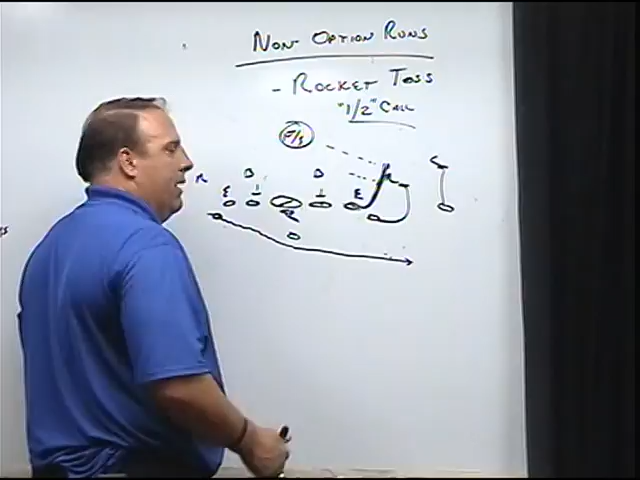 Non-Option Runs
- Rocket Toss
"1/2" Call
F/S
C
R B B R
E E